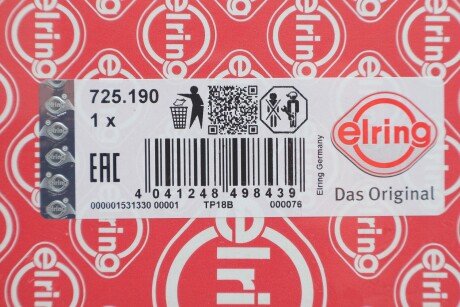 725.190
1 x
EAC
4 041248 498439
000001531330 00001 TP18B 000076
Elring Germany
elring
Das Original